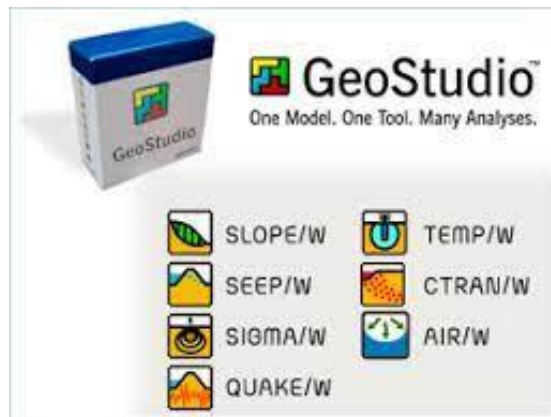 GeoStudio™
One Model. One Tool. Many Analyses.
GeoStudio
SLOPE/W
TEMP/W
SEEP/W
CTRAN/W
SIGMA/W
AIR/W
QUAKE/W